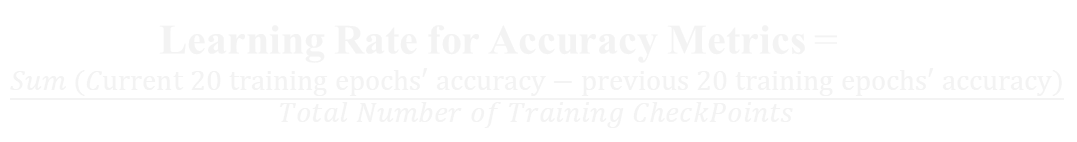 Learning Rate for Accuracy Metrics =
Sum (Current 20 training epochs′ accuracy − previous 20 training epochs′ accuracy)
Total Number of Training CheckPoints